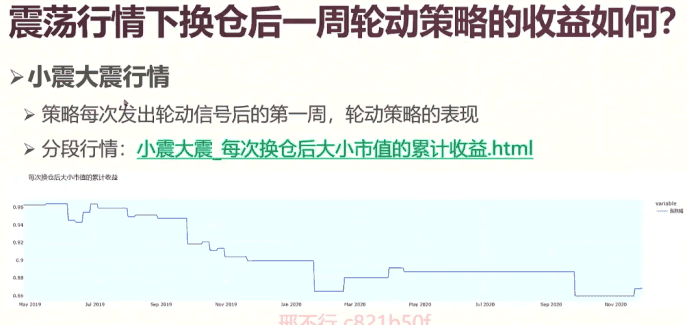 震荡行情下换仓后一周轮动策略的收益如何？
➢小震大震行情
➢ 策略每次发出轮动信号后的第一周，轮动策略的表现
➢ 分段行情：小震大震_每次换仓后大小市值的累计收益.html
每次换仓后大小市值的累计收益
variable
0.96
0.94
0.92
0.9
0.88
0.86
May 2019 Jul 2019 Sep 2019 Nov 2019 Jan 2020 Mar 2020 May 2020 Jul 2020 Sep 2020 Nov 2020
邢不行 c821b50f